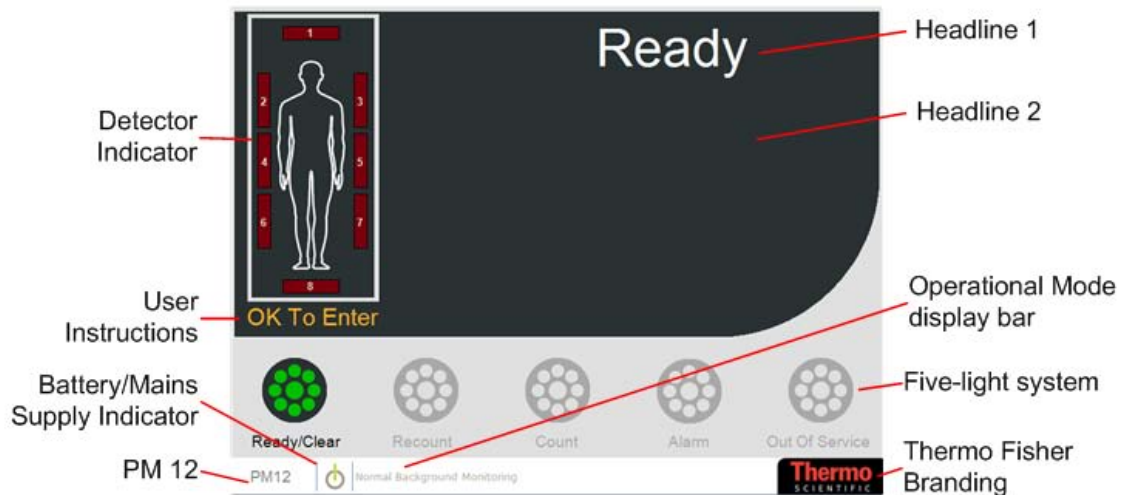 1
2
3
4
5
6
7
8
Ready
OK To Enter
Ready/Clear
Recount
Count
Alarm
Out Of Service
PM12
Normal Background Monitoring
Thermo
SCIENTIFIC
Detector
Indicator
User
Instructions
Battery/Mains
Supply Indicator
PM 12
Headline 1
Headline 2
Operational Mode
display bar
Five-light system
Thermo Fisher
Branding